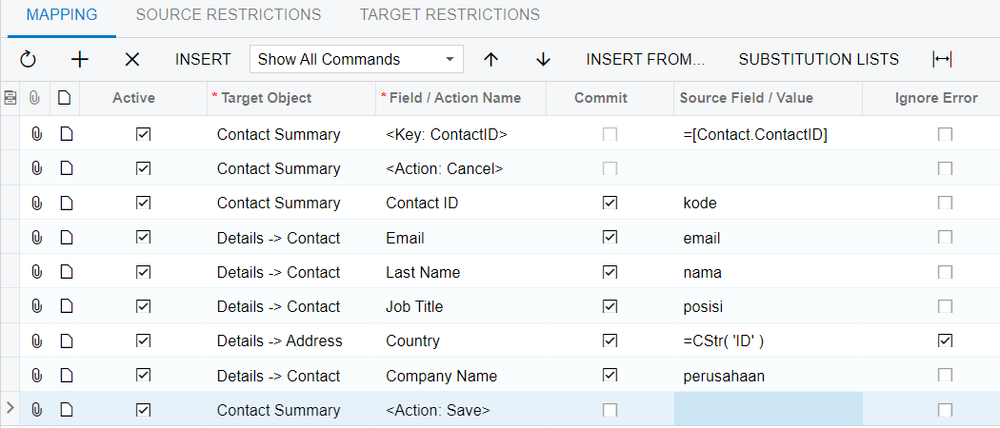 MAPPING SOURCE RESTRICTIONS TARGET RESTRICTIONS
INSERT Show All Commands INSERT FROM... SUBSTITUTION LISTS
Active * Target Object * Field / Action Name Commit Source Field / Value Ignore Error
Contact Summary <Key: ContactID> =[Contact.ContactID]
Contact Summary <Action: Cancel>
Contact Summary Contact ID kode
Details -> Contact Email email
Details -> Contact Last Name nama
Details -> Contact Job Title posisi
Details -> Address Country =CStr( 'ID' )
Details -> Contact Company Name perusahaan
Contact Summary <Action: Save>